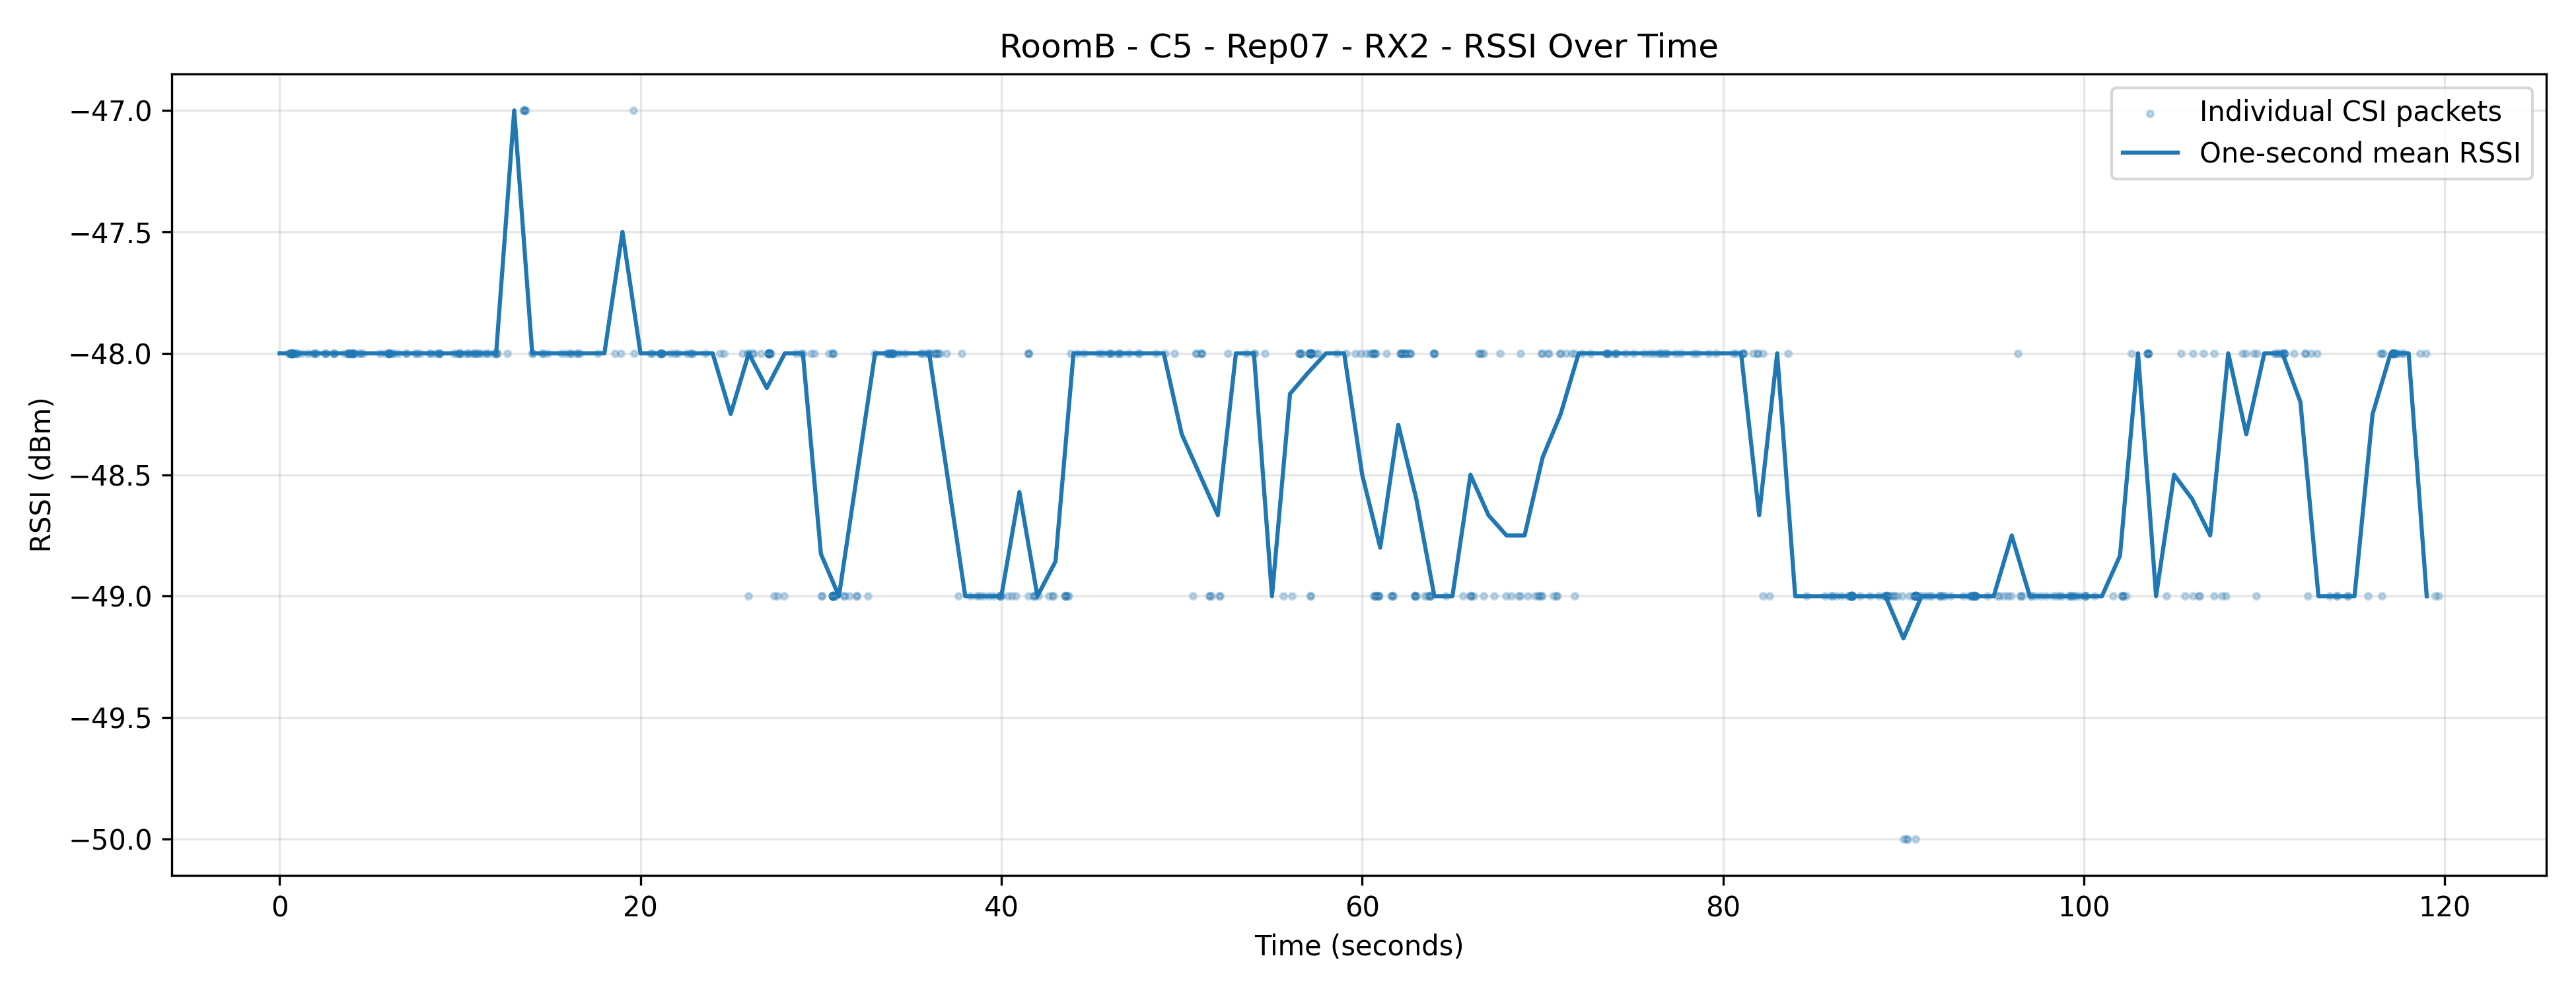 RoomB - C5 - Rep07 - RX2 - RSSI Over Time
Individual CSI packets
One-second mean RSSI
RSSI (dBm)
−47.0
−47.5
−48.0
−48.5
−49.0
−49.5
−50.0
0 20 40 60 80 100 120
Time (seconds)